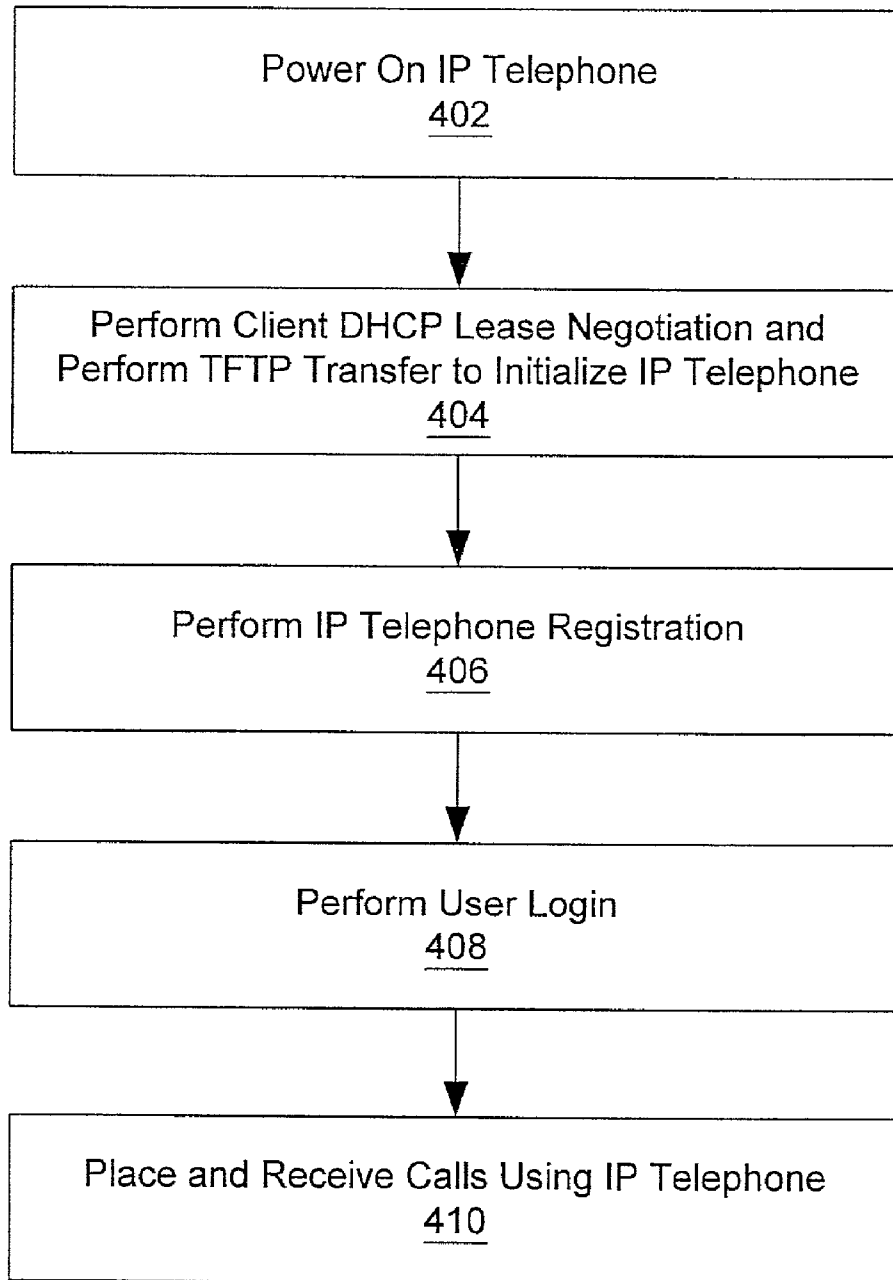 Power On IP Telephone
402
Perform Client DHCP Lease Negotiation and
Perform TFTP Transfer to Initialize IP Telephone
404
Perform IP Telephone Registration
406
Perform User Login
408
Place and Receive Calls Using IP Telephone
410